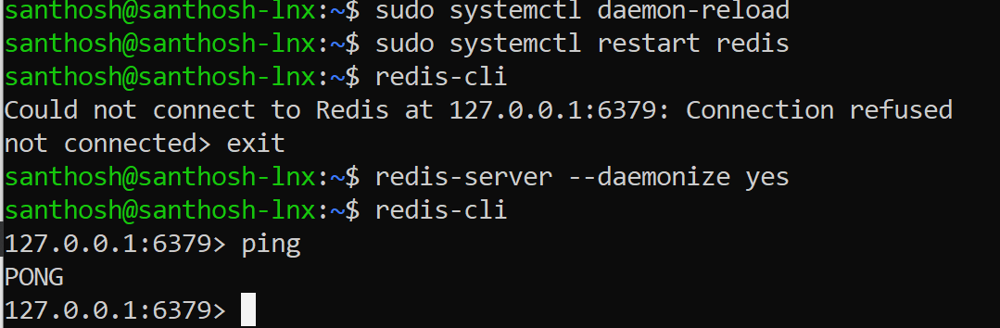 santhosh@santhosh-lnx:~$ sudo systemctl daemon-reload
santhosh@santhosh-lnx:~$ sudo systemctl restart redis
santhosh@santhosh-lnx:~$ redis-cli
Could not connect to Redis at 127.0.0.1:6379: Connection refused
not connected> exit
santhosh@santhosh-lnx:~$ redis-server --daemonize yes
santhosh@santhosh-lnx:~$ redis-cli
127.0.0.1:6379> ping
PONG
127.0.0.1:6379>